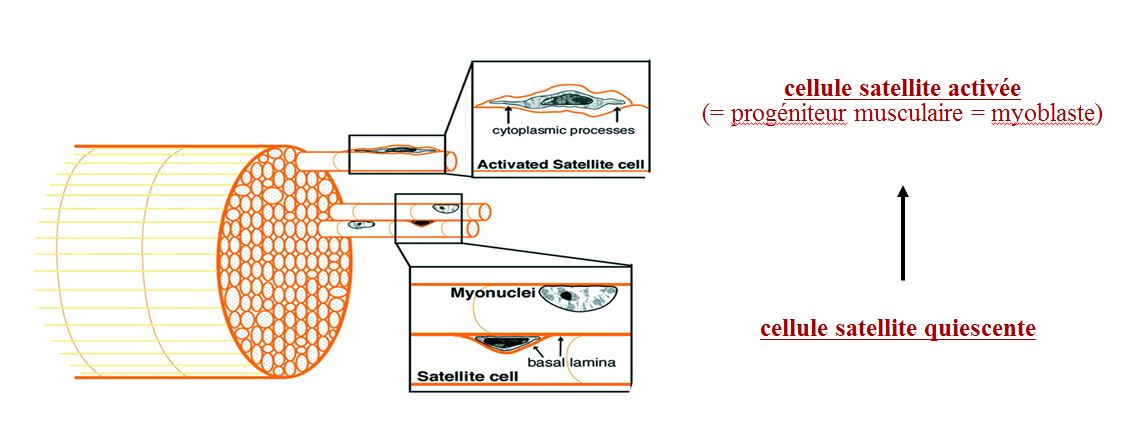 cytoplasmic processes
Activated Satellite cell
Myonuclei
basal lamina
Satellite cell
cellule satellite activée
(= progéniteur musculaire = myoblaste)
cellule satellite quiescente